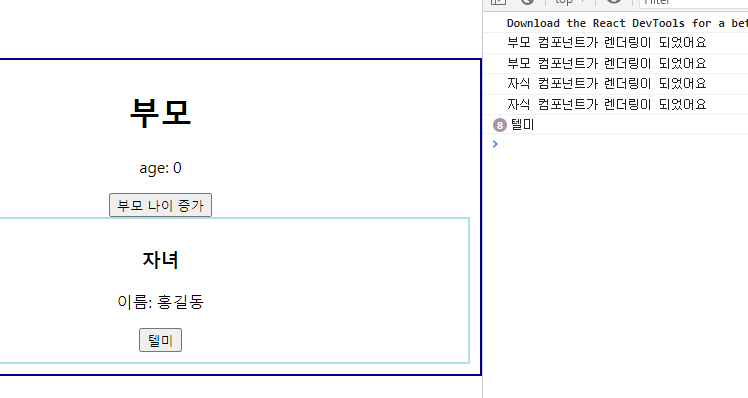 부모
age: 0
부모 나이 증가
자녀
이름: 홍길동
텔미
Download the React DevTools for a bet
부모 컴포넌트가 렌더링이 되었어요
부모 컴포넌트가 렌더링이 되었어요
자식 컴포넌트가 렌더링이 되었어요
자식 컴포넌트가 렌더링이 되었어요
8 텔미